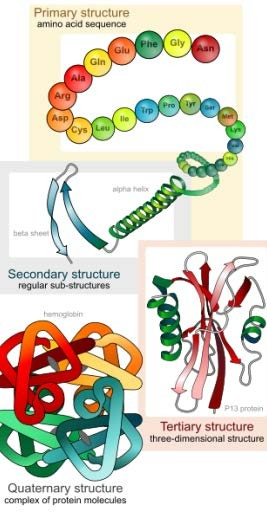 Primary structure
amino acid sequence
Gln
Glu
Phe
Gly
Asn
Ala
Arg
Asp
Cys
Leu
Ile
Trp
Pro
Tyr
Ser
Met
Lys
Val
His
alpha helix
beta sheet
Secondary structure
regular sub-structures
hemoglobin
P13 protein
Tertiary structure
three-dimensional structure
Quaternary structure
complex of protein molecules